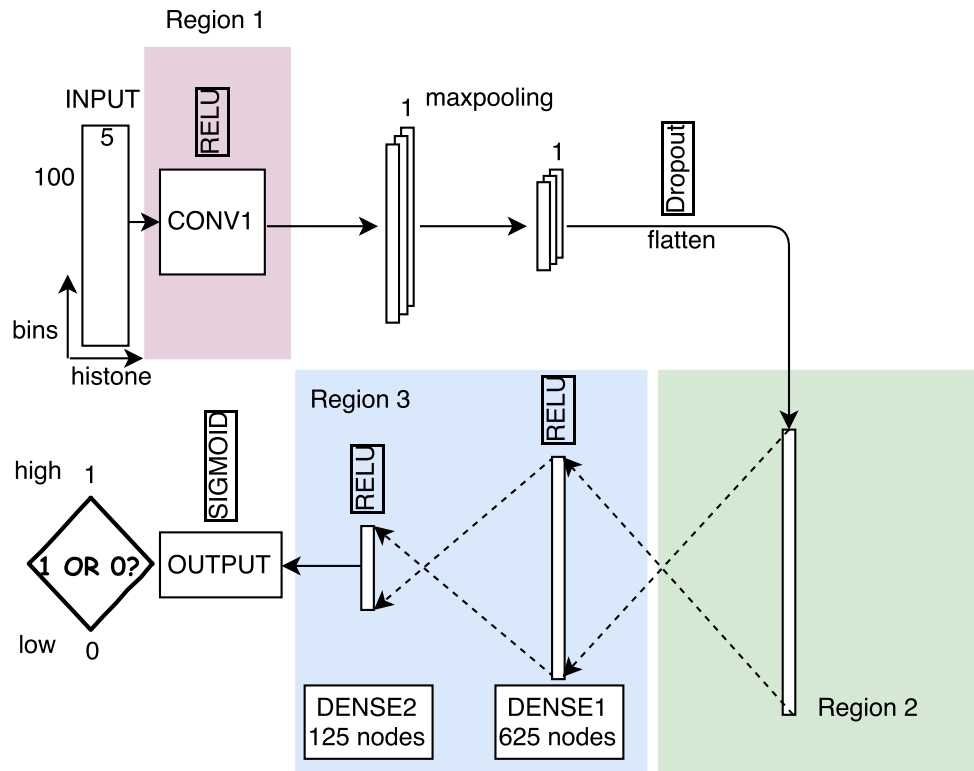 Region 1
INPUT
5
100
RELU
CONV1
bins
histone
1
maxpooling
1
Dropout
flatten
Region 3
RELU
RELU
SIGMOID
high
1
1 OR 0?
low
0
OUTPUT
DENSE2
125 nodes
DENSE1
625 nodes
Region 2